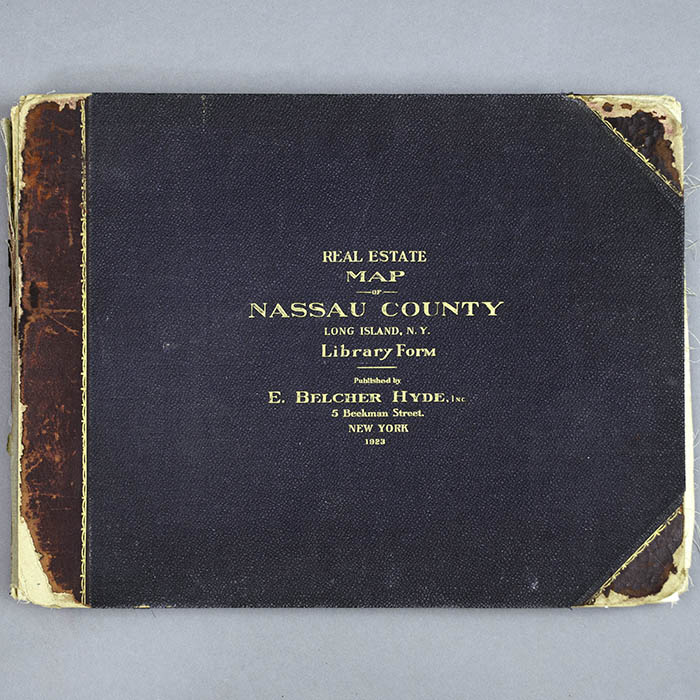 REAL ESTATE
MAP
OF
NASSAU COUNTY
LONG ISLAND, N.Y.
Library Form
Published by
E. BELCHER HYDE, INC
5 Beekman Street.
NEW YORK
1923